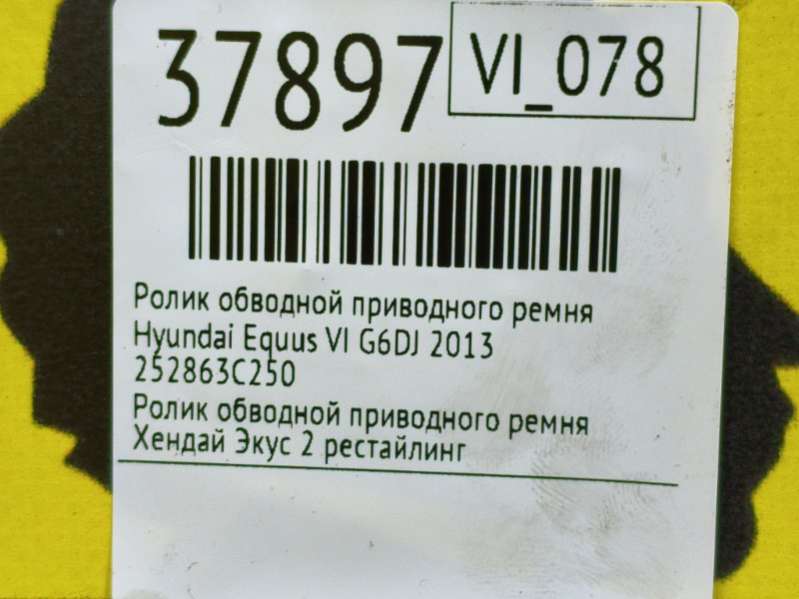 37897
VI_078
Ролик обводной приводного ремня
Hyundai Equus VI G6DJ 2013
252863C250
Ролик обводной приводного ремня
Хендай Экус 2 рестайлинг